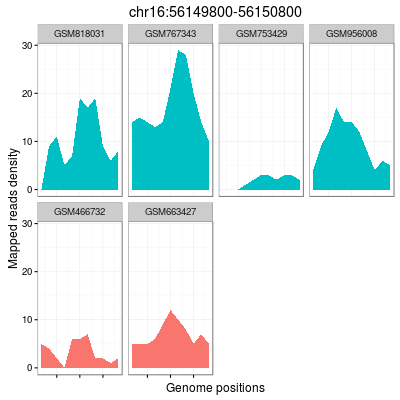 chr16:56149800-56150800
GSM818031 GSM767343 GSM753429 GSM956008
30
20
10
0
GSM466732 GSM663427
30
20
10
0
Mapped reads density
Genome positions